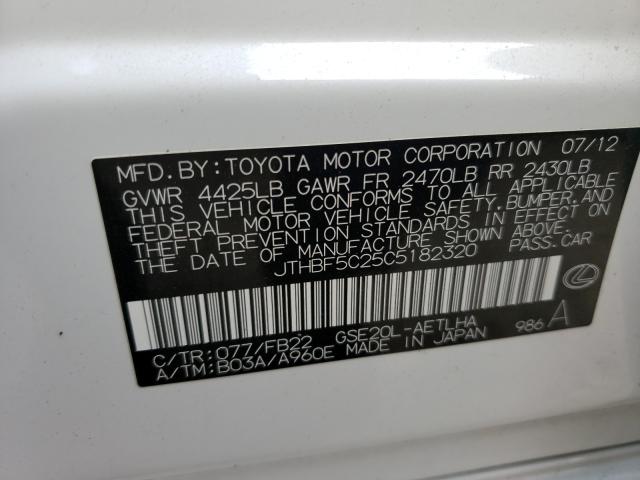 MFD. BY: TOYOTA MOTOR CORPORATION 07/12
GVWR 4425LB GAWR FR 2470LB RR 2430LB
THIS VEHICLE CONFORMS TO ALL APPLICABLE
FEDERAL MOTOR VEHICLE SAFETY, BUMPER, AND
THEFT PREVENTION STANDARDS IN EFFECT ON
THE DATE OF MANUFACTURE SHOWN ABOVE.
JTHBF5C25C5182320 PASS. CAR
C/TR: 077/FB22 GSE20L-AETLHA 986 A
A/TM: B03A/A960E MADE IN JAPAN